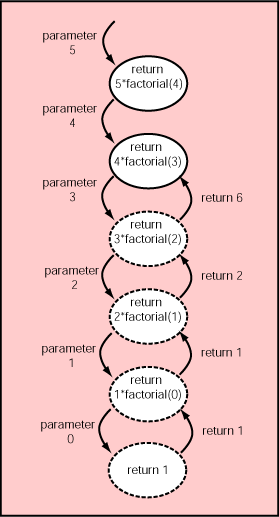 parameter
5
return
5*factorial(4)
parameter
4
return
4*factorial(3)
parameter
3
return 6
return
3*factorial(2)
parameter
2
return 2
return
2*factorial(1)
parameter
1
return 1
return
1*factorial(0)
parameter
0
return 1
return 1